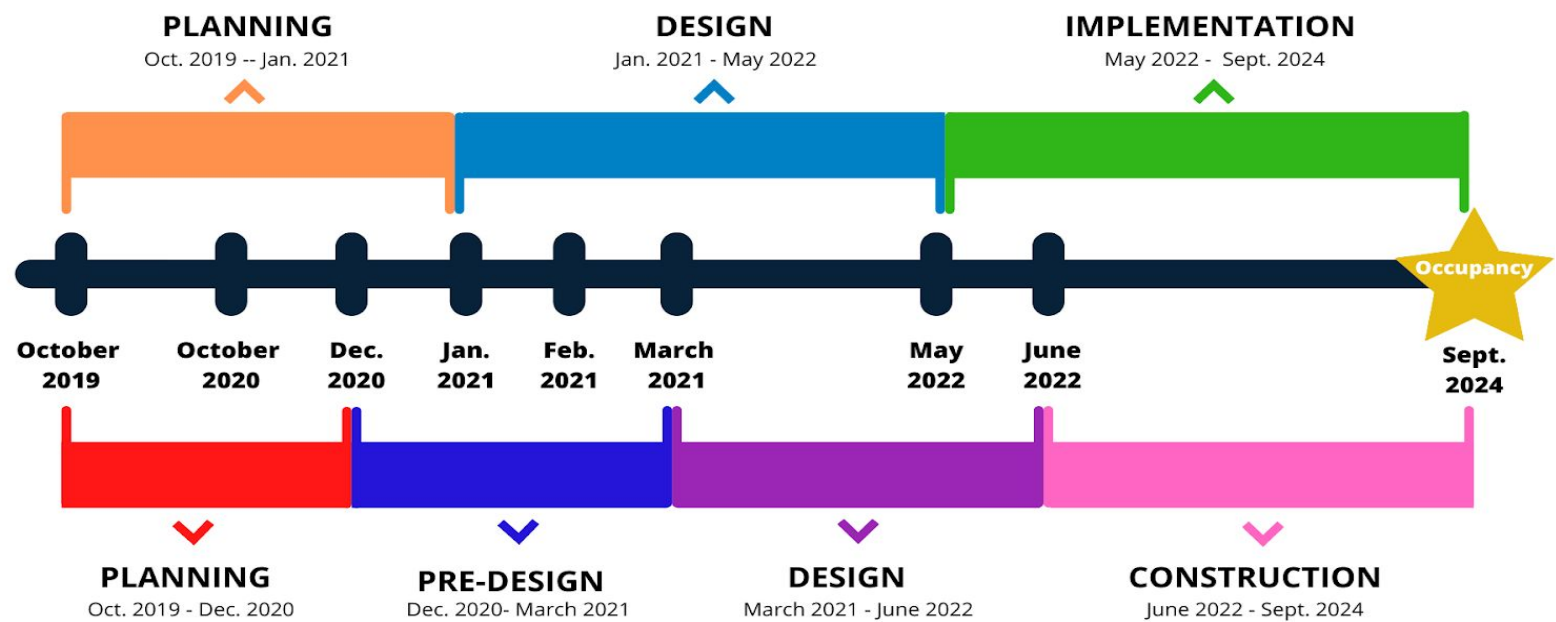 PLANNING
Oct. 2019 -- Jan. 2021
DESIGN
Jan. 2021 - May 2022
IMPLEMENTATION
May 2022 -  Sept. 2024
Occupancy
October
2019
October
2020
Dec.
2020
Jan.
2021
Feb.
2021
March
2021
May
2022
June
2022
Sept.
2024
PLANNING
Oct. 2019 - Dec. 2020
PRE-DESIGN
Dec. 2020- March 2021
DESIGN
March 2021 - June 2022
CONSTRUCTION
June 2022 - Sept. 2024